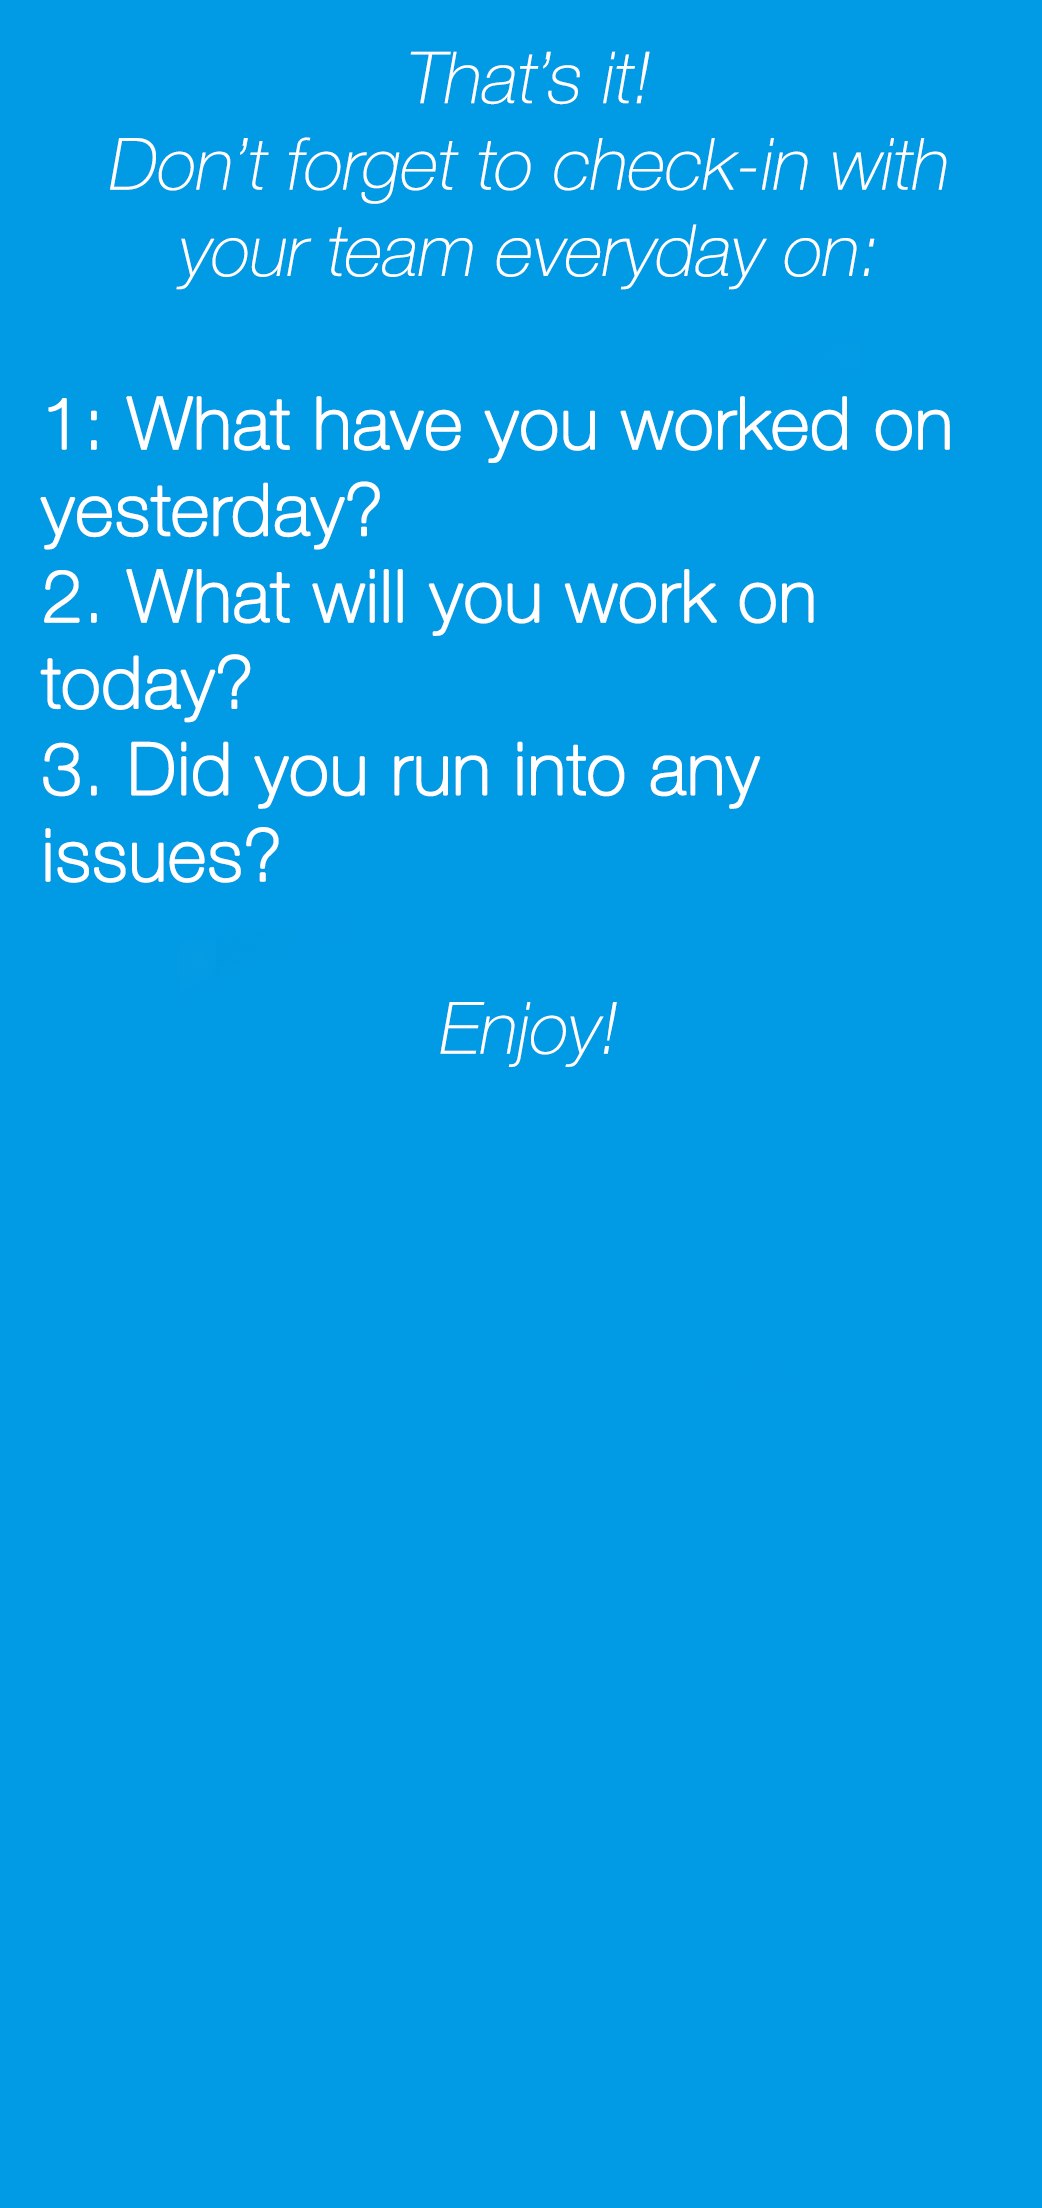 That’s it!
Don’t forget to check-in with
your team everyday on:
1: What have you worked on
yesterday?
2. What will you work on
today?
3. Did you run into any
issues?
Enjoy!